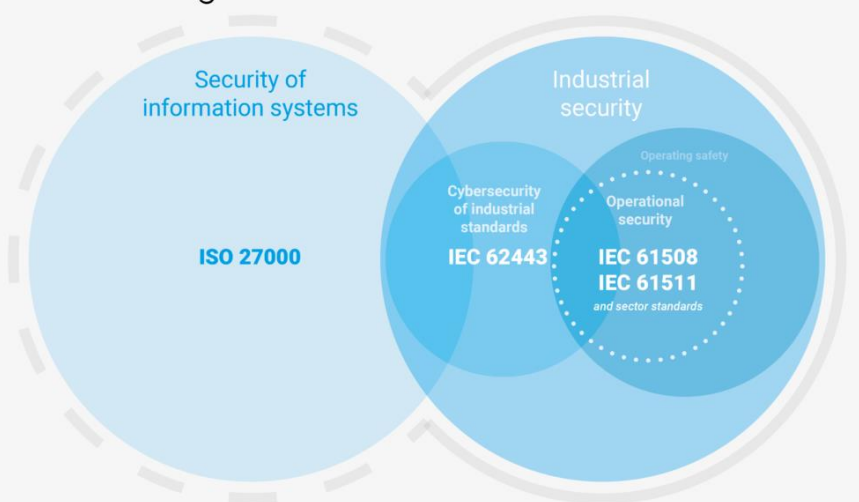 Security of
information systems
Industrial
security
Operating safety
Cybersecurity
of industrial
standards
Operational
security
ISO 27000
IEC 62443
IEC 61508
IEC 61511
and sector standards